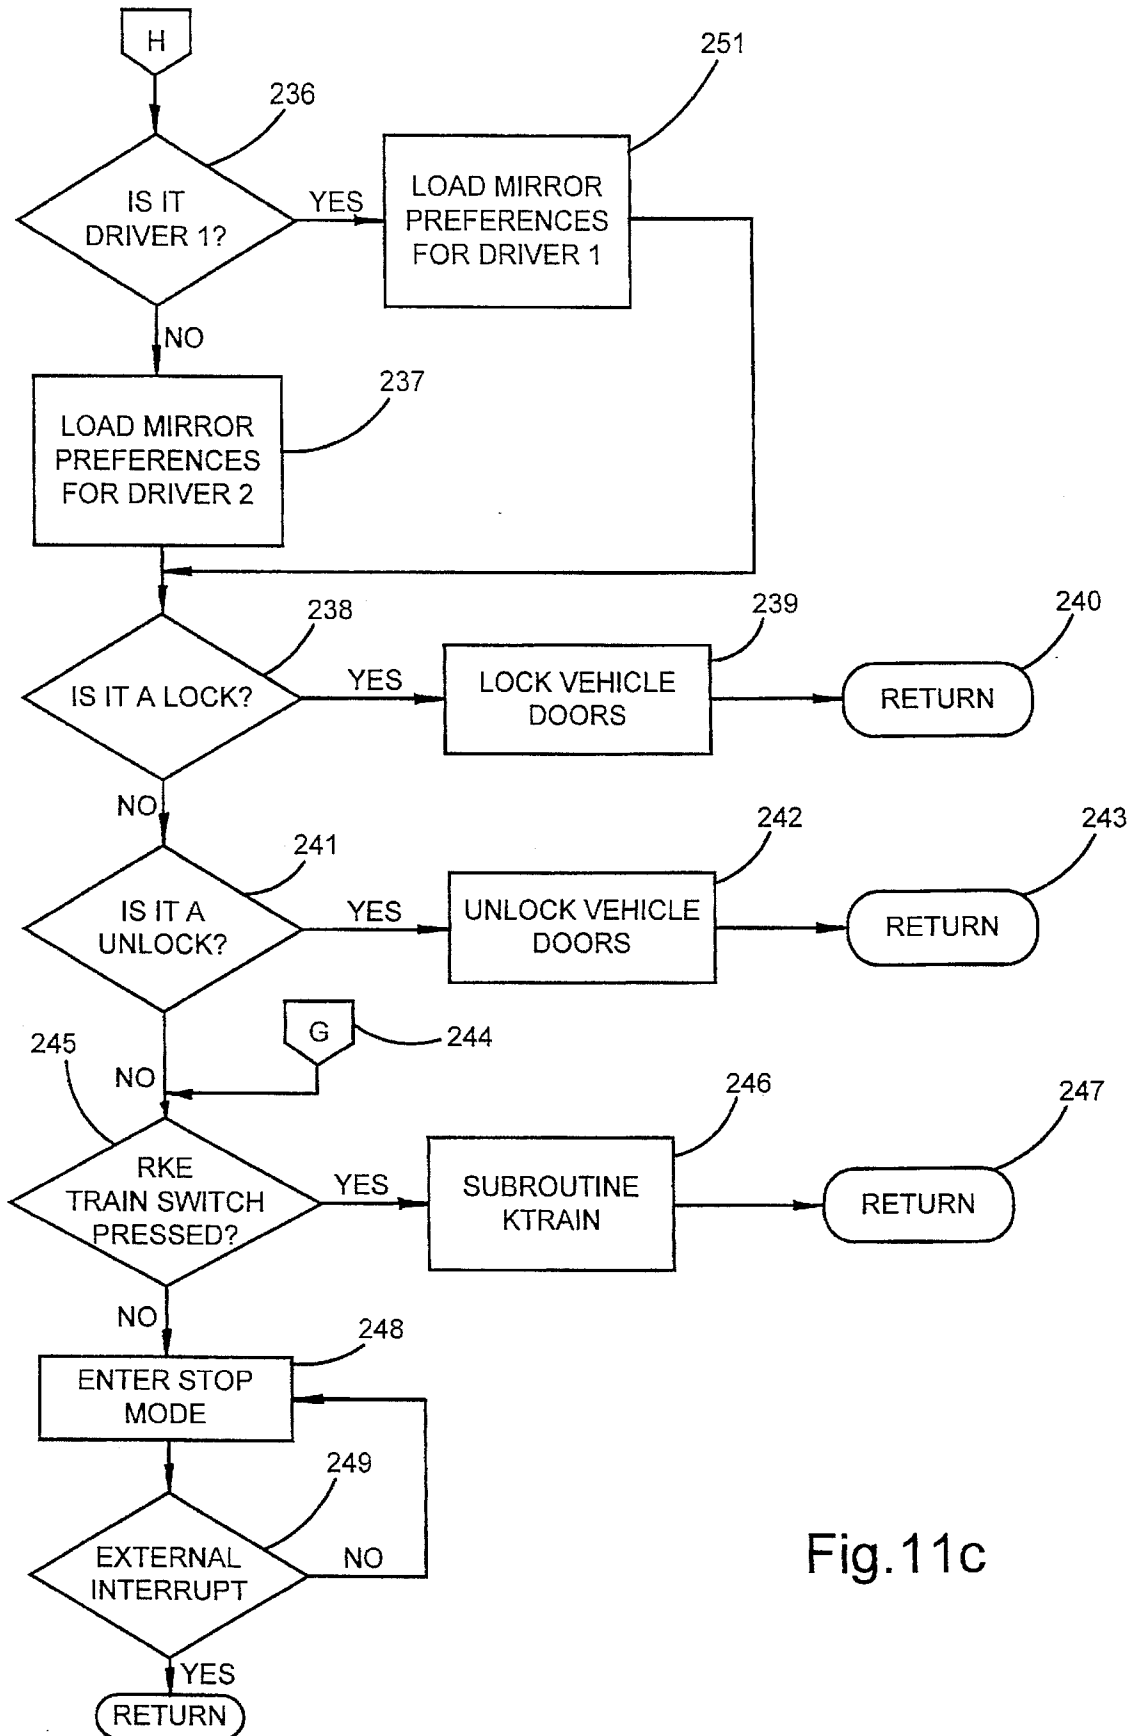 H
251
236
IS IT
DRIVER 1?
YES
LOAD MIRROR
PREFERENCES
FOR DRIVER 1
NO
237
LOAD MIRROR
PREFERENCES
FOR DRIVER 2
238
239
240
IS IT A LOCK?
YES
LOCK VEHICLE
DOORS
RETURN
NO
241
242
243
IS IT A
UNLOCK?
YES
UNLOCK VEHICLE
DOORS
RETURN
G
244
245
NO
246
247
RKE
TRAIN SWITCH
PRESSED?
YES
SUBROUTINE
KTRAIN
RETURN
NO
248
ENTER STOP
MODE
249
EXTERNAL
INTERRUPT
NO
Fig.11c
YES
RETURN